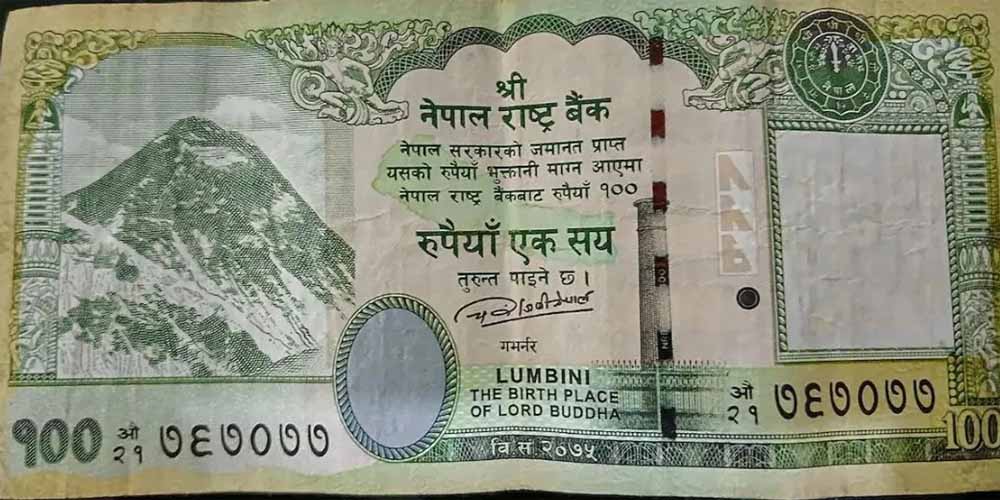 श्री
नेपाल राष्ट्र बैंक
नेपाल सरकारको जमानत प्राप्त
यसको रुपैयाँ भुक्तानी माग्न आएमा
नेपाल राष्ट्र बैंकबाट रुपैयाँ १००
रुपैयाँ एक सय
तुरुन्त पाइने छ।
गभर्नर
LUMBINI
THE BIRTH PLACE
OF LORD BUDDHA
वि सं २०७५
१००
औ
२१
७६७०७७
औ
२१
७६७०७७
100
NRB